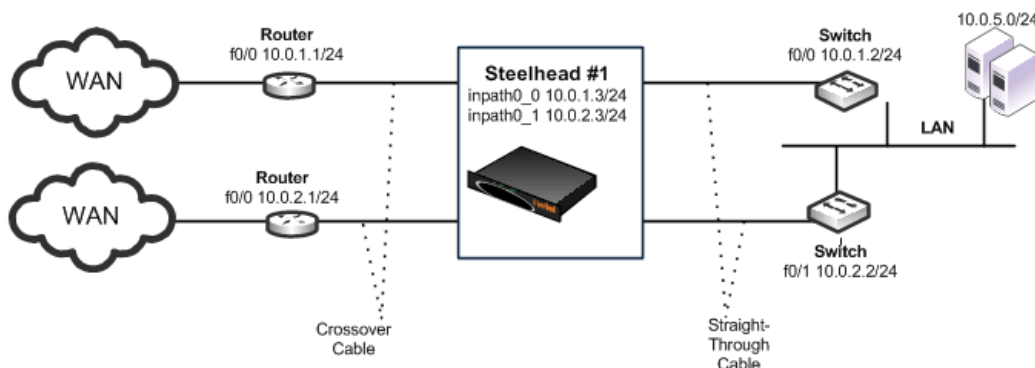 WAN
Router
f0/0 10.0.1.1/24
Steelhead #1
inpath0_0 10.0.1.3/24
inpath0_1 10.0.2.3/24
Switch
f0/0 10.0.1.2/24
10.0.5.0/24
LAN
WAN
Router
f0/0 10.0.2.1/24
Switch
f0/1 10.0.2.2/24
Crossover
Cable
Straight-
Through
Cable